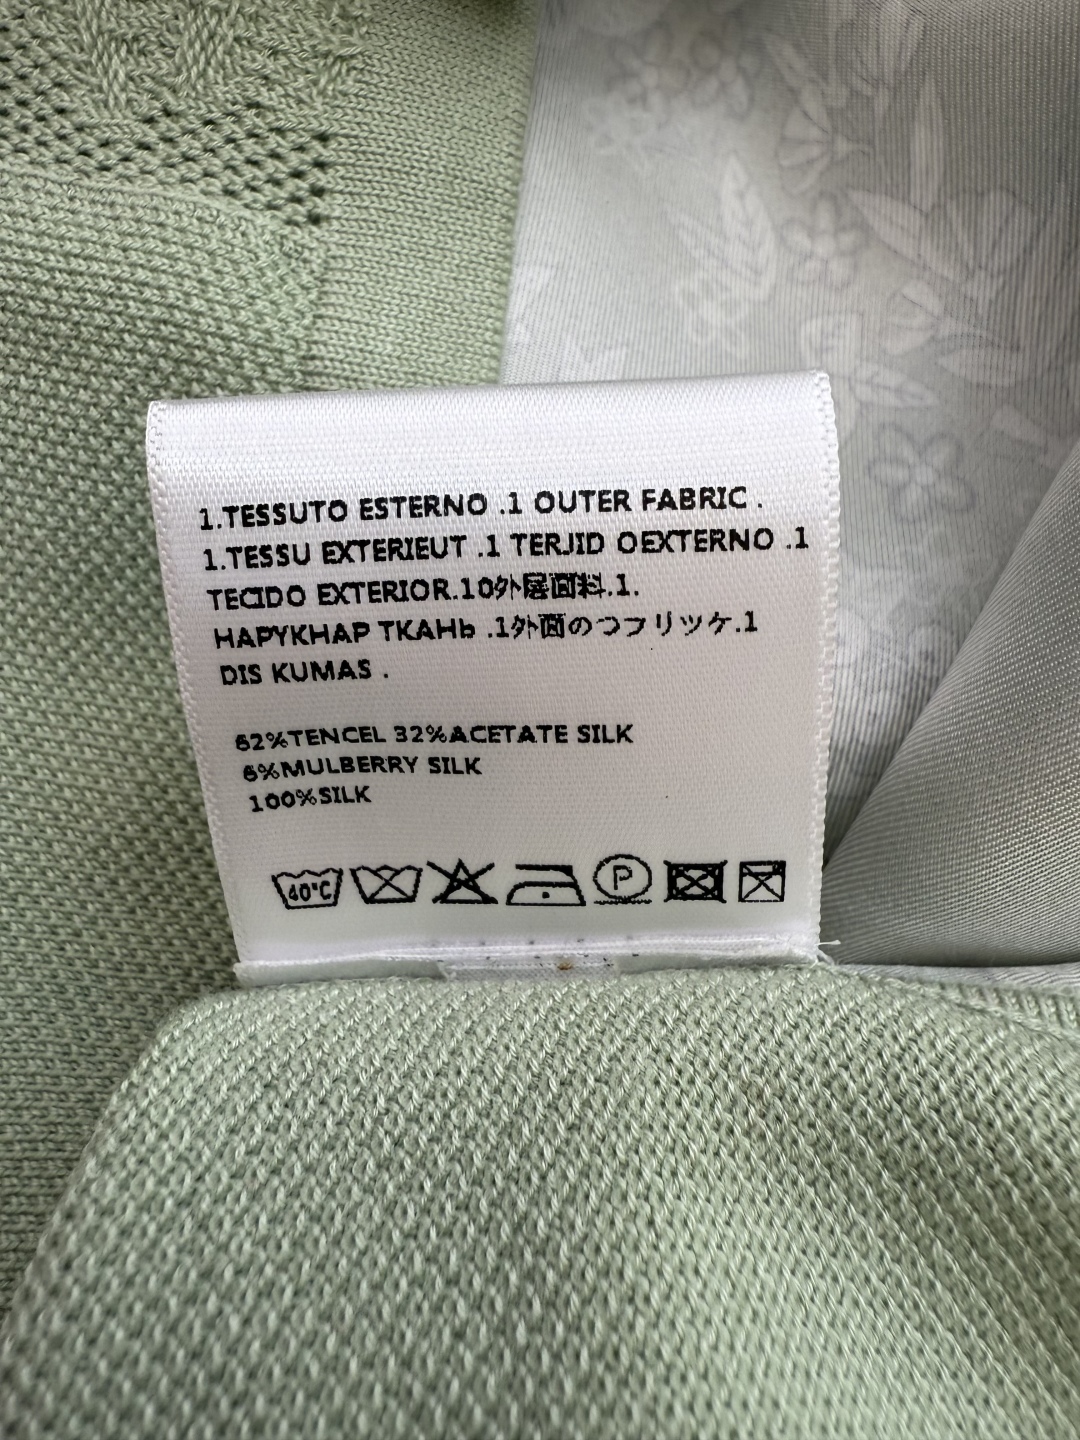 1.TESSUTO ESTERNO .1 OUTER FABRIC .
1.TESSU EXTERIEUT .1 TERJID OEXTERNO .1
TECIDO EXTERIOR.10外层面料.1.
HAPYKHAP TKAHb .1外面のつフリッケ.1
DIS KUMAS .
62%TENCEL 32%ACETATE SILK
6%MULBERRY SILK
100%SILK
40°C P